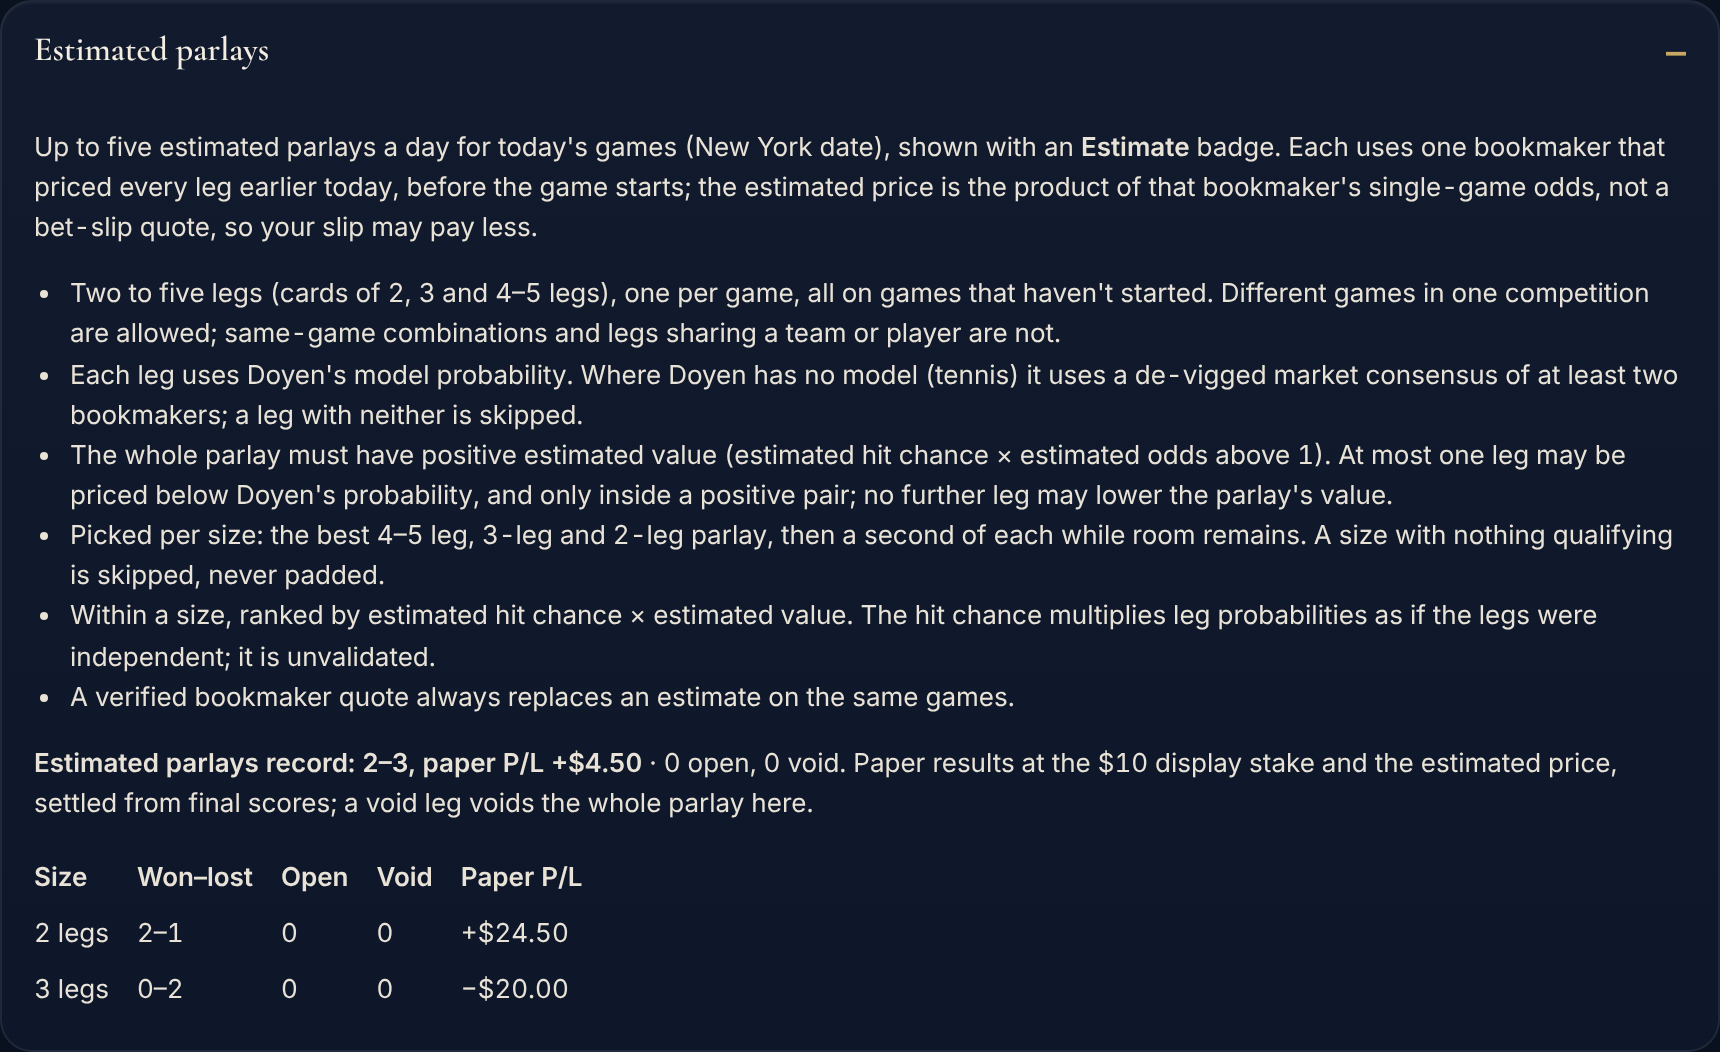 Estimated parlays
Up to five estimated parlays a day for today's games (New York date), shown with an Estimate badge. Each uses one bookmaker that
priced every leg earlier today, before the game starts; the estimated price is the product of that bookmaker's single-game odds, not a
bet-slip quote, so your slip may pay less.
• Two to five legs (cards of 2, 3 and 4–5 legs), one per game, all on games that haven't started. Different games in one competition
are allowed; same-game combinations and legs sharing a team or player are not.
• Each leg uses Doyen's model probability. Where Doyen has no model (tennis) it uses a de-vigged market consensus of at least two
bookmakers; a leg with neither is skipped.
• The whole parlay must have positive estimated value (estimated hit chance × estimated odds above 1). At most one leg may be
priced below Doyen's probability, and only inside a positive pair; no further leg may lower the parlay's value.
• Picked per size: the best 4–5 leg, 3-leg and 2-leg parlay, then a second of each while room remains. A size with nothing qualifying
is skipped, never padded.
• Within a size, ranked by estimated hit chance × estimated value. The hit chance multiplies leg probabilities as if the legs were
independent; it is unvalidated.
• A verified bookmaker quote always replaces an estimate on the same games.
Estimated parlays record: 2–3, paper P/L +$4.50 · 0 open, 0 void. Paper results at the $10 display stake and the estimated price,
settled from final scores; a void leg voids the whole parlay here.
Size Won–lost Open Void Paper P/L
2 legs 2–1 0 0 +$24.50
3 legs 0–2 0 0 −$20.00